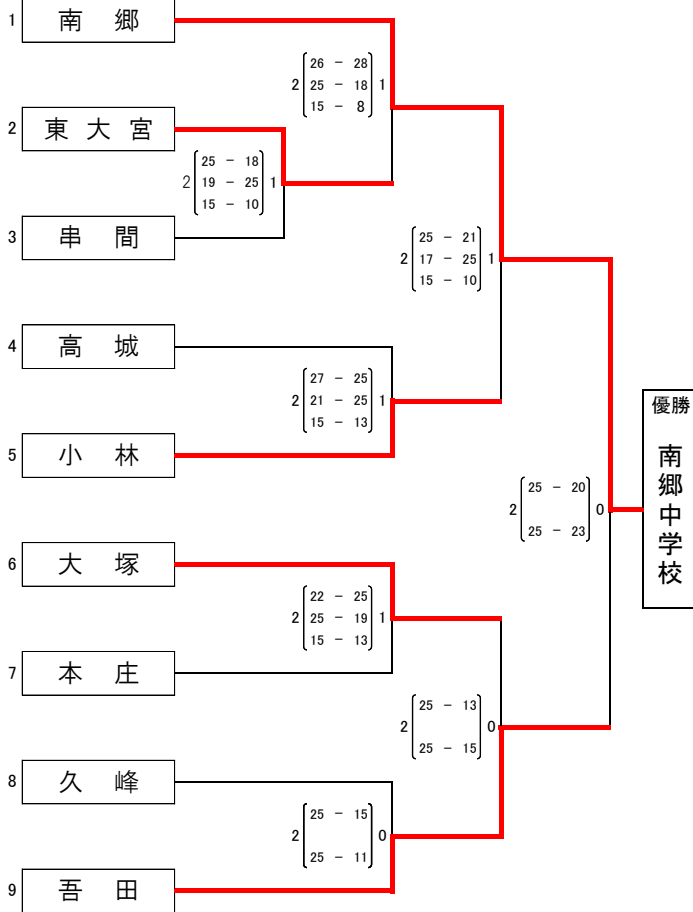 1 南郷
26 － 28
2 25 － 18 1
15 － 8
2 東大宮
25 － 18
2 19 － 25 1
15 － 10
3 串間
25 － 21
2 17 － 25 1
15 － 10
4 高城
27 － 25
2 21 － 25 1
15 － 13
5 小林
優勝
南郷中学校
25 － 20
2 0
25 － 23
6 大塚
22 － 25
2 25 － 19 1
15 － 13
7 本庄
25 － 13
2 0
25 － 15
8 久峰
25 － 15
2 0
25 － 11
9 吾田